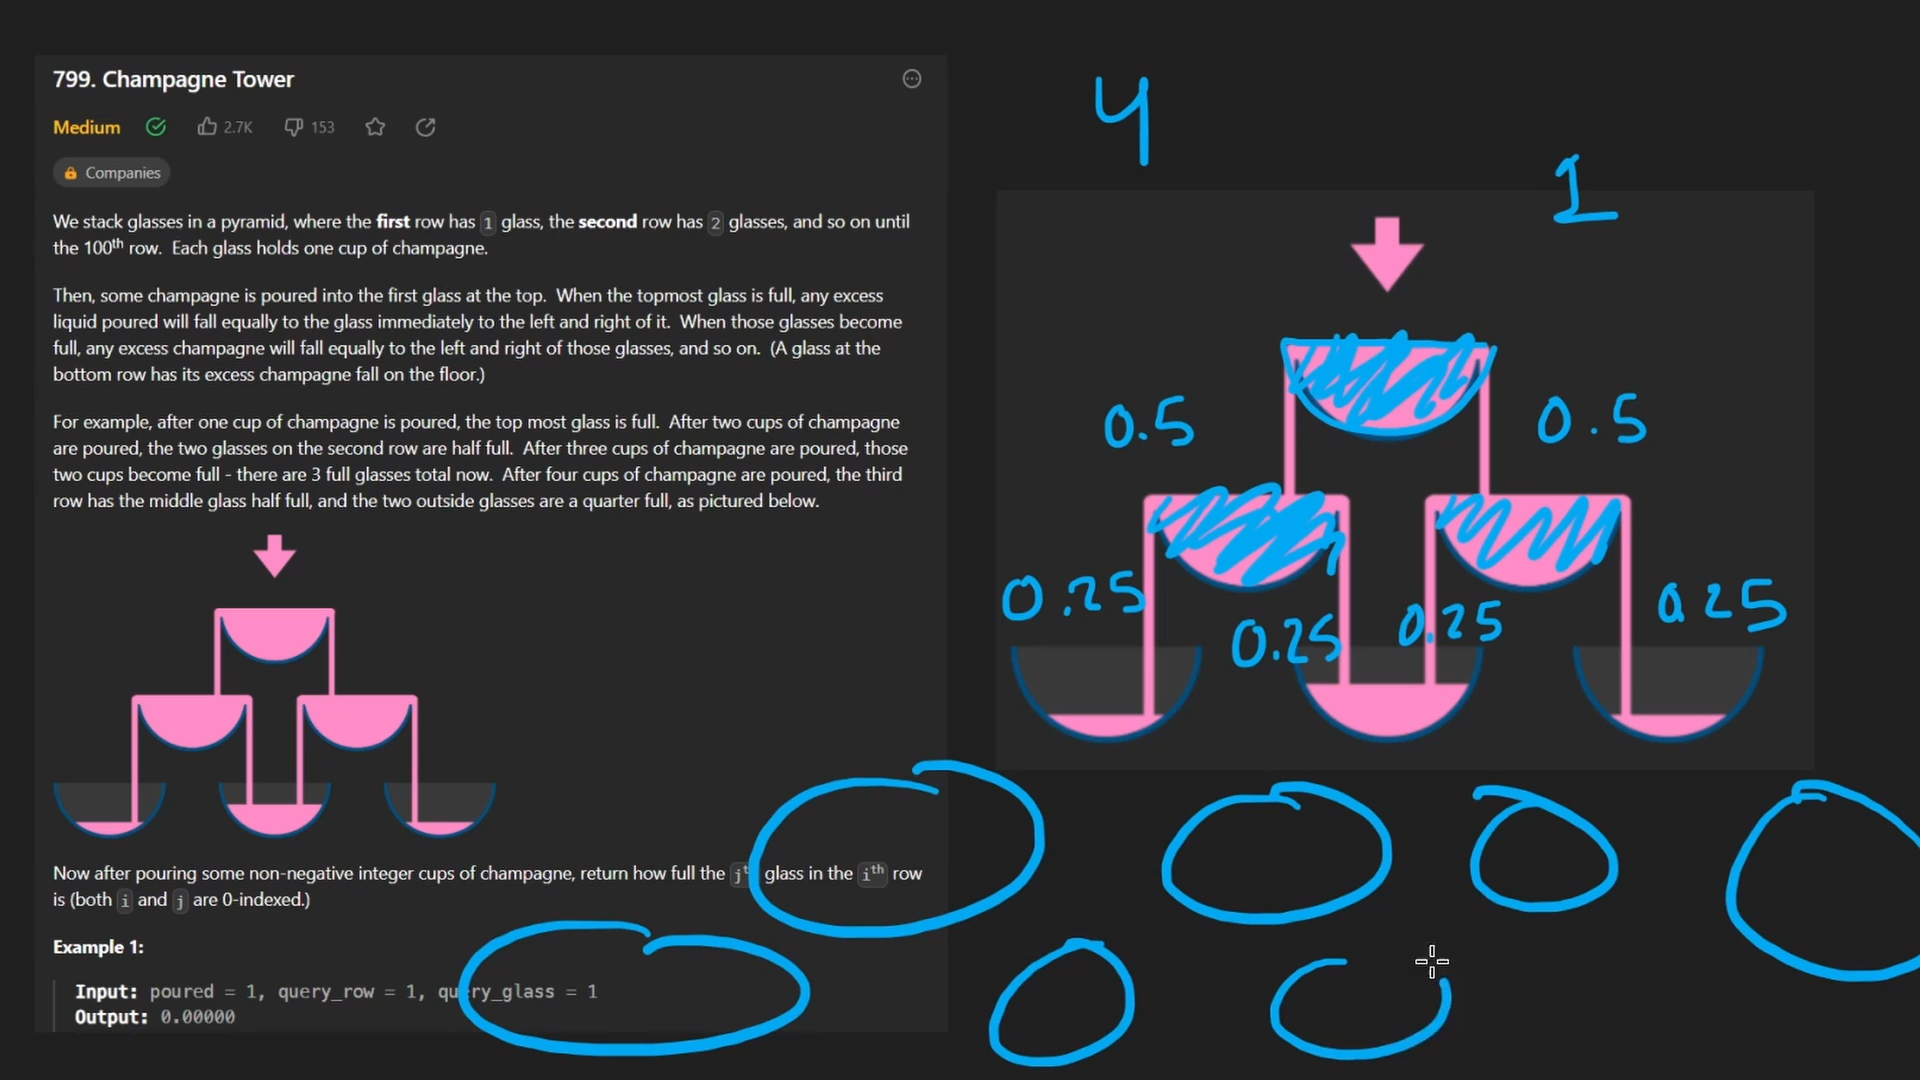 799. Champagne Tower
Medium 2.7K 153
Companies
We stack glasses in a pyramid, where the first row has 1 glass, the second row has 2 glasses, and so on until
the 100th row. Each glass holds one cup of champagne.
Then, some champagne is poured into the first glass at the top. When the topmost glass is full, any excess
liquid poured will fall equally to the glass immediately to the left and right of it. When those glasses become
full, any excess champagne will fall equally to the left and right of those glasses, and so on. (A glass at the
bottom row has its excess champagne fall on the floor.)
For example, after one cup of champagne is poured, the top most glass is full. After two cups of champagne
are poured, the two glasses on the second row are half full. After three cups of champagne are poured, those
two cups become full - there are 3 full glasses total now. After four cups of champagne are poured, the third
row has the middle glass half full, and the two outside glasses are a quarter full, as pictured below.
Now after pouring some non-negative integer cups of champagne, return how full the jth glass in the ith row
is (both i and j are 0-indexed.)
Example 1:
Input: poured = 1, query_row = 1, query_glass = 1
Output: 0.00000
4
1
0.5 0.5
0.25 0.25 0.25 0.25